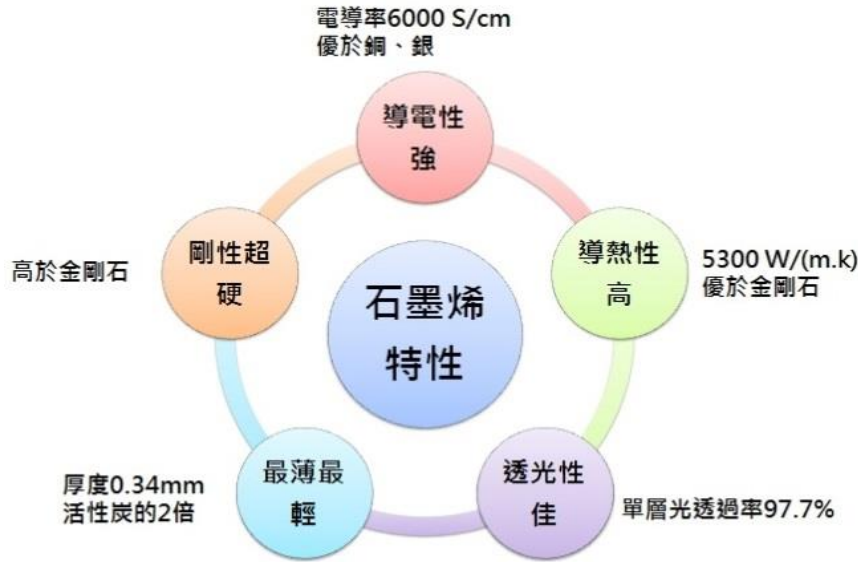 電導率6000 S/cm
優於銅、銀
導電性
強
剛性超
硬
高於金剛石
導熱性
高
5300 W/(m.k)
優於金剛石
石墨烯
特性
最薄最
輕
厚度0.34mm
活性炭的2倍
透光性
佳
單層光透過率97.7%